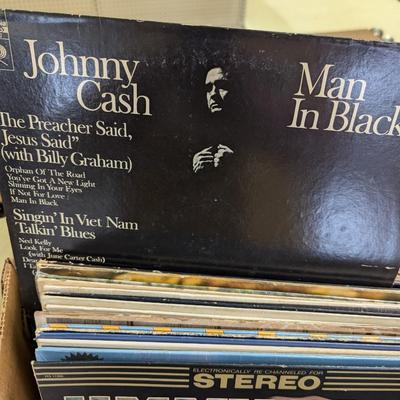 Johnny
Cash
Man
In Black
The Preacher Said,
Jesus Said"
(with Billy Graham)
Orphan Of The Road
You've Got A New Light
Shining In Your Eyes
If Not For Love
Man In Black
Singin' In Viet Nam
Talkin' Blues
Ned Kelly
Look For Me
(with June Carter Cash)
ELECTRONICALLY RE-CHANNELED FOR
STEREO